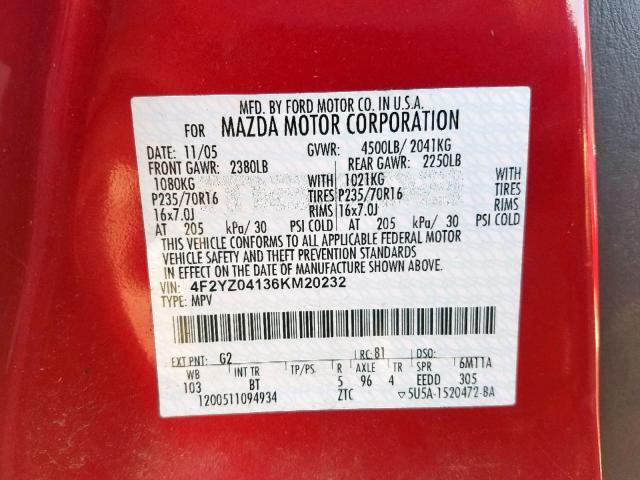 MFD. BY FORD MOTOR CO. IN U.S.A.
FOR MAZDA MOTOR CORPORATION
DATE: 11/05 GVWR: 4500LB/ 2041KG
FRONT GAWR: 2380LB REAR GAWR: 2250LB
1080KG WITH 1021KG WITH
P235/70R16 TIRES P235/70R16 TIRES
16x7.0J RIMS 16x7.0J RIMS
AT 205 kPa/ 30 PSI COLD AT 205 kPa/ 30 PSI COLD
THIS VEHICLE CONFORMS TO ALL APPLICABLE FEDERAL MOTOR
VEHICLE SAFETY AND THEFT PREVENTION STANDARDS
IN EFFECT ON THE DATE OF MANUFACTURE SHOWN ABOVE.
VIN: 4F2YZ04136KM20232
TYPE: MPV
EXT PNT: G2 RC: 81 DSO:
WB INT TR TP/PS R AXLE TR SPR 6M11A
103 BT 5 96 4 EEDD 305
1200511094934 ZTC 5U5A-1520472-BA